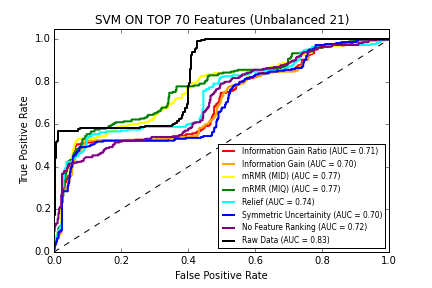 SVM ON TOP 70 Features (Unbalanced 21)
True Positive Rate
1.0
0.8
0.6
0.4
0.2
0.0
Information Gain Ratio (AUC = 0.71)
Information Gain (AUC = 0.70)
mRMR (MID) (AUC = 0.77)
mRMR (MIQ) (AUC = 0.77)
Relief (AUC = 0.74)
Symmetric Uncertainity (AUC = 0.70)
No Feature Ranking (AUC = 0.72)
Raw Data (AUC = 0.83)
0.0 0.2 0.4 0.6 0.8 1.0
False Positive Rate